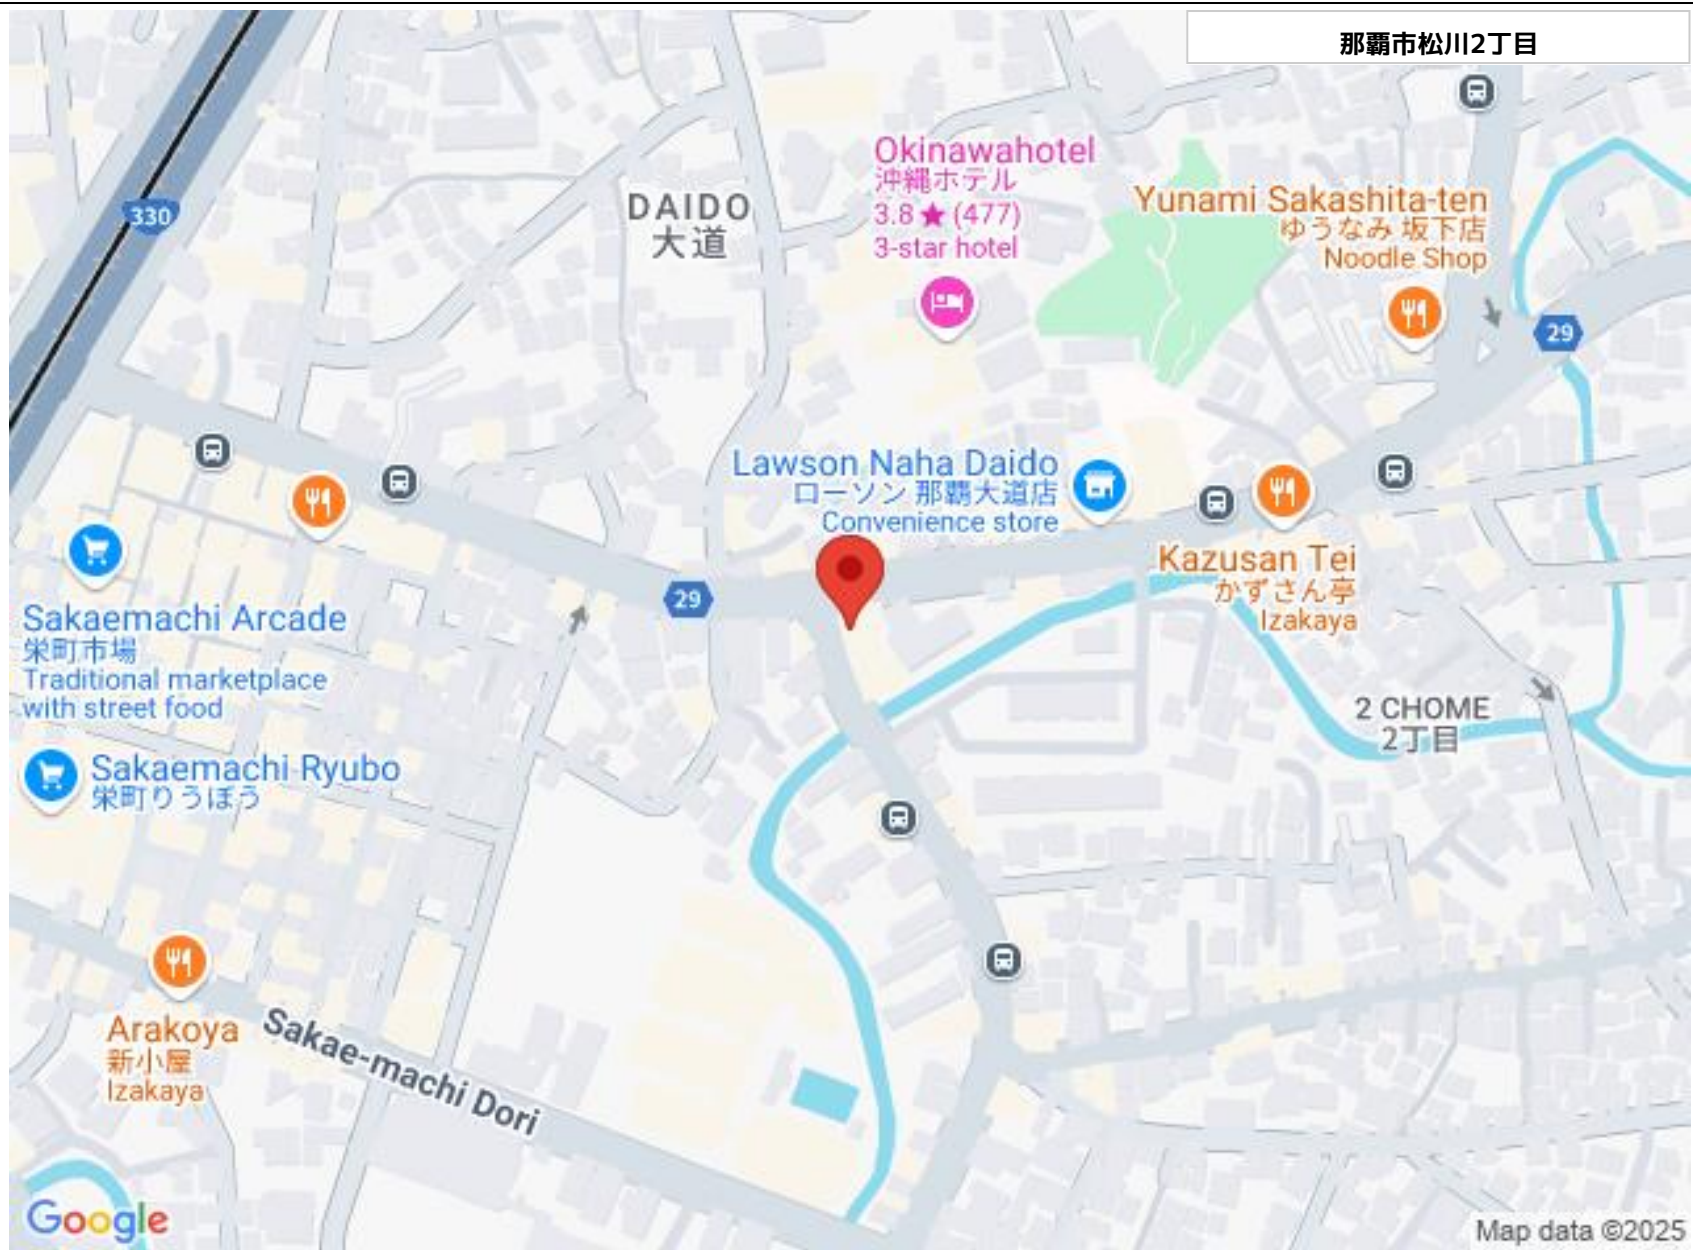 那覇市松川2丁目
330
DAIDO
大道
Okinawahotel
沖縄ホテル
3.8 ★ (477)
3-star hotel
Yunami Sakashita-ten
ゆうなみ 坂下店
Noodle Shop
29
Lawson Naha Daido
ローソン 那覇大道店
Convenience store
Kazusan Tei
かずさん亭
Izakaya
29
Sakaemachi Arcade
栄町市場
Traditional marketplace
with street food
2 CHOME
2丁目
Sakaemachi Ryubo
栄町りうぼう
Arakoya
新小屋
Izakaya
Sakae-machi Dori
Google
Map data ©2025